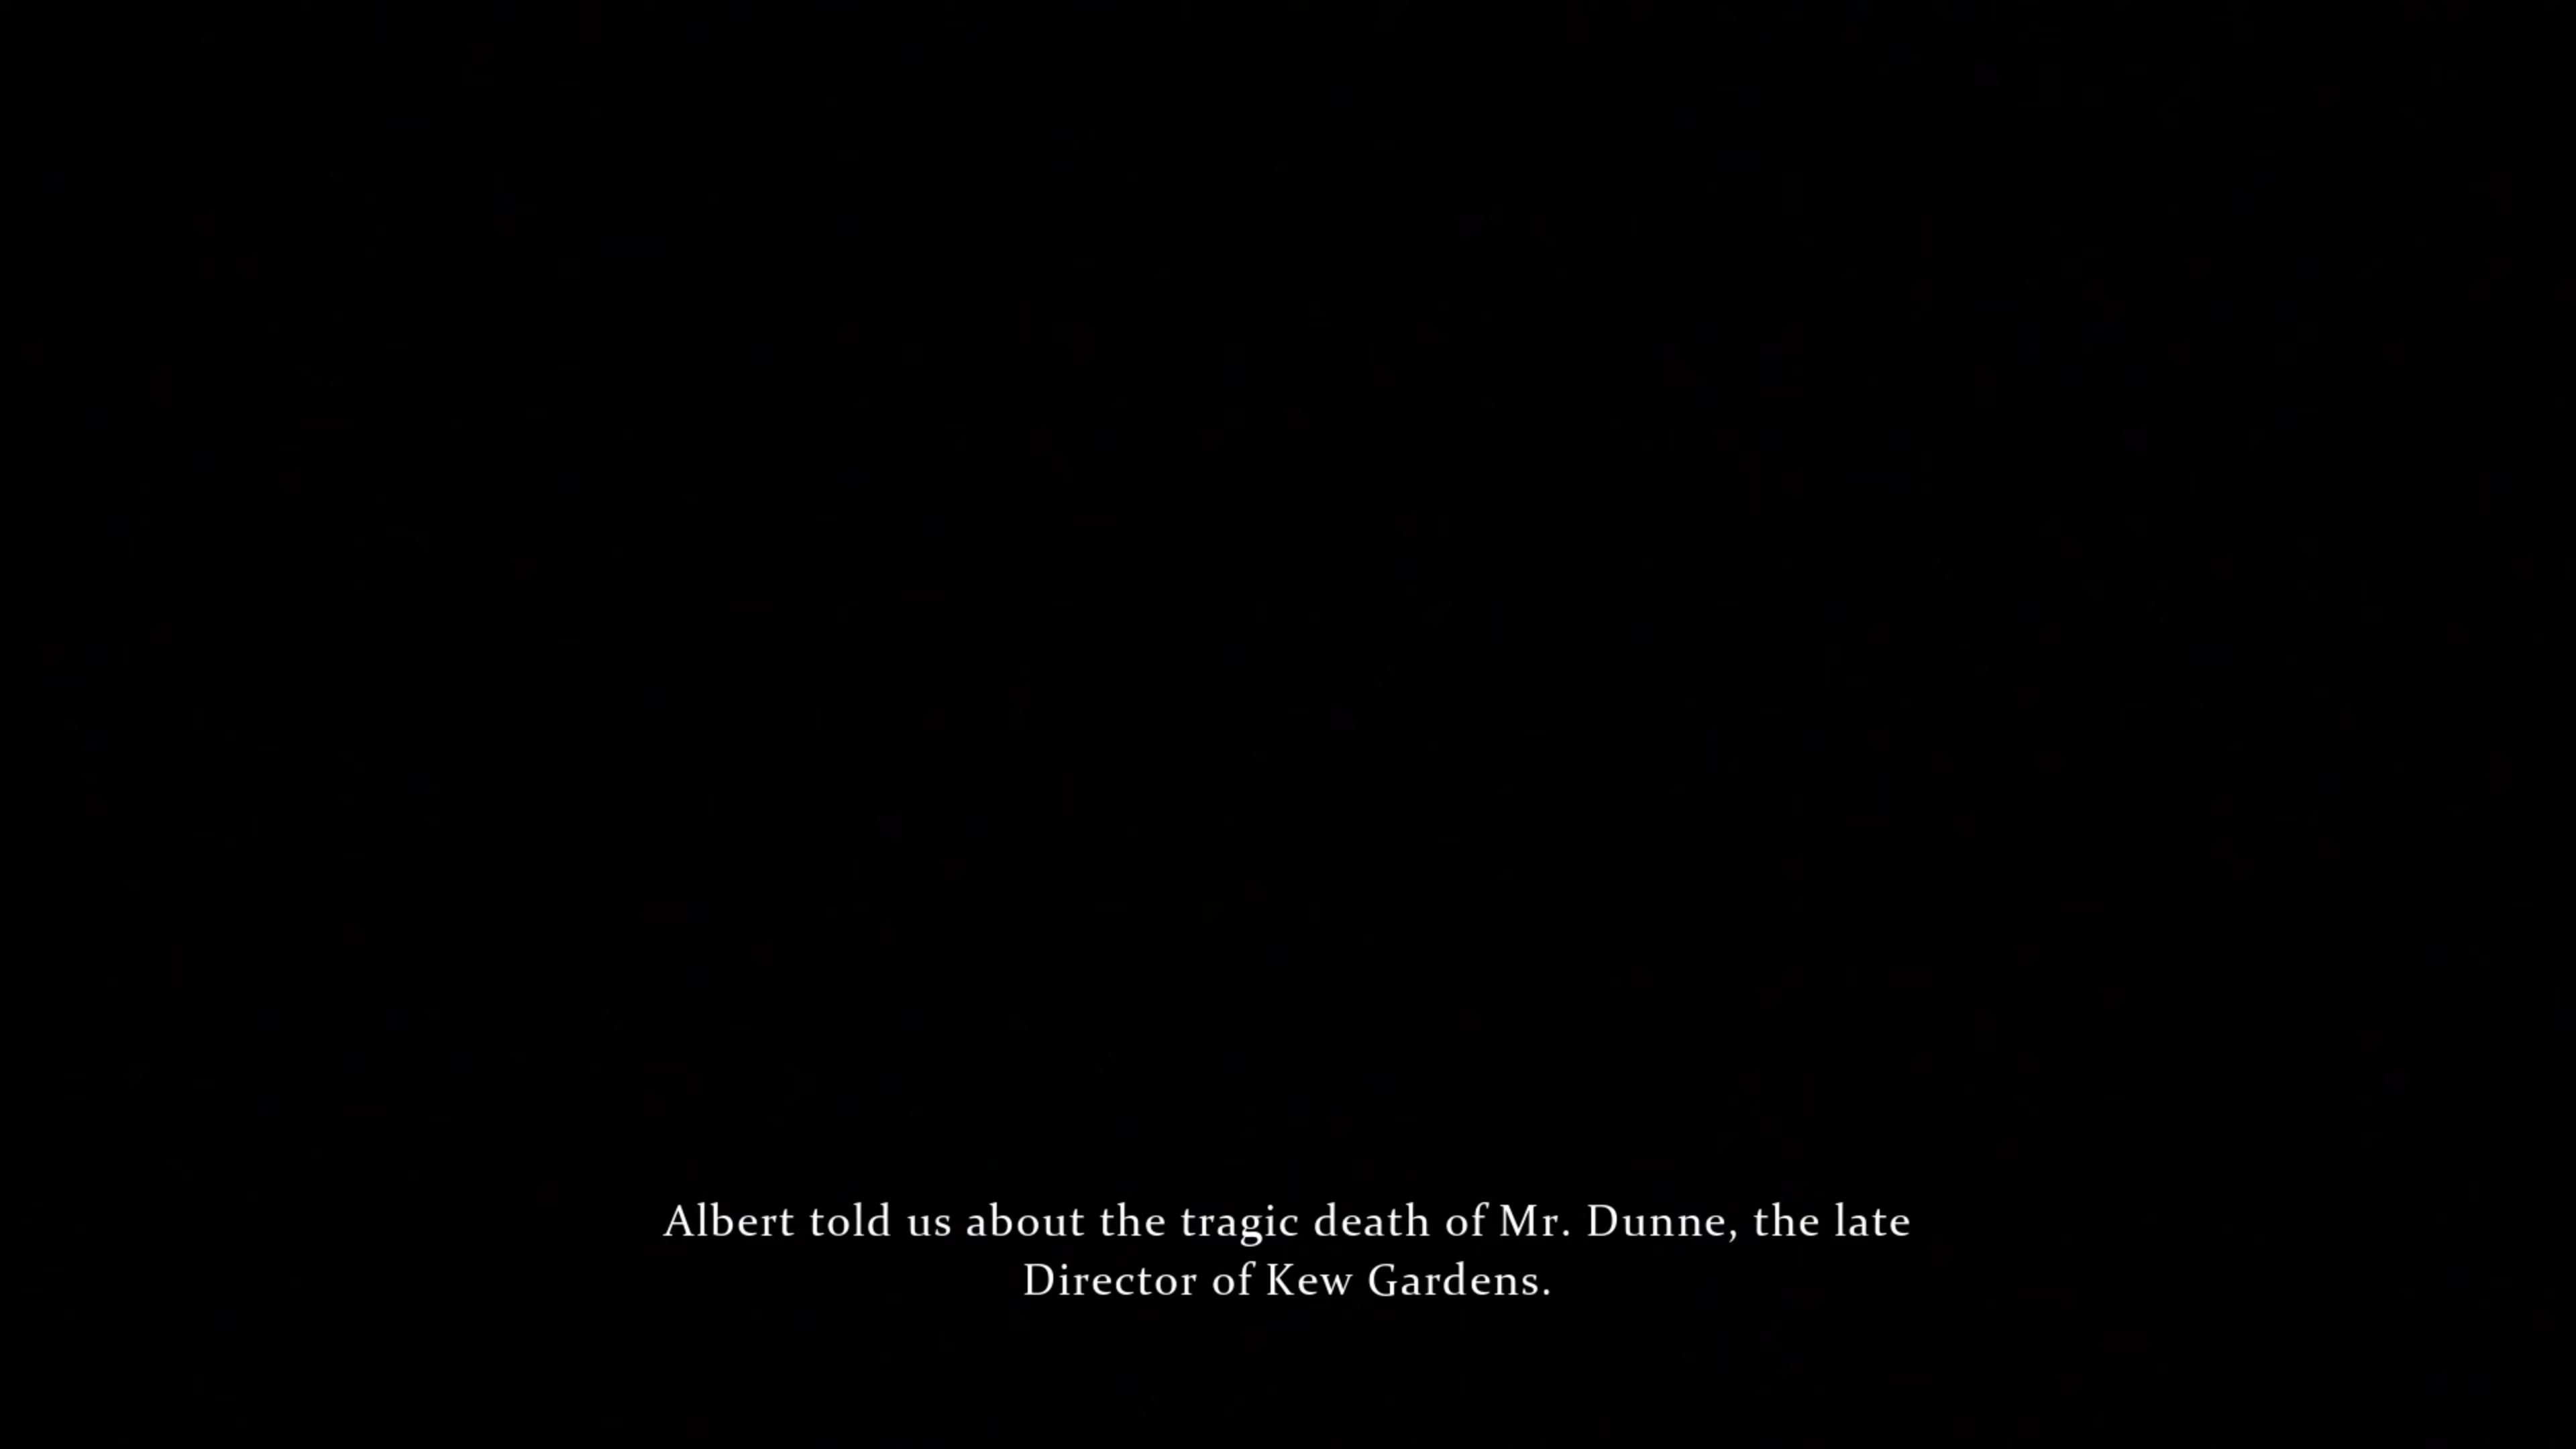 Albert told us about the tragic death of Mr. Dunne, the late
Director of Kew Gardens.